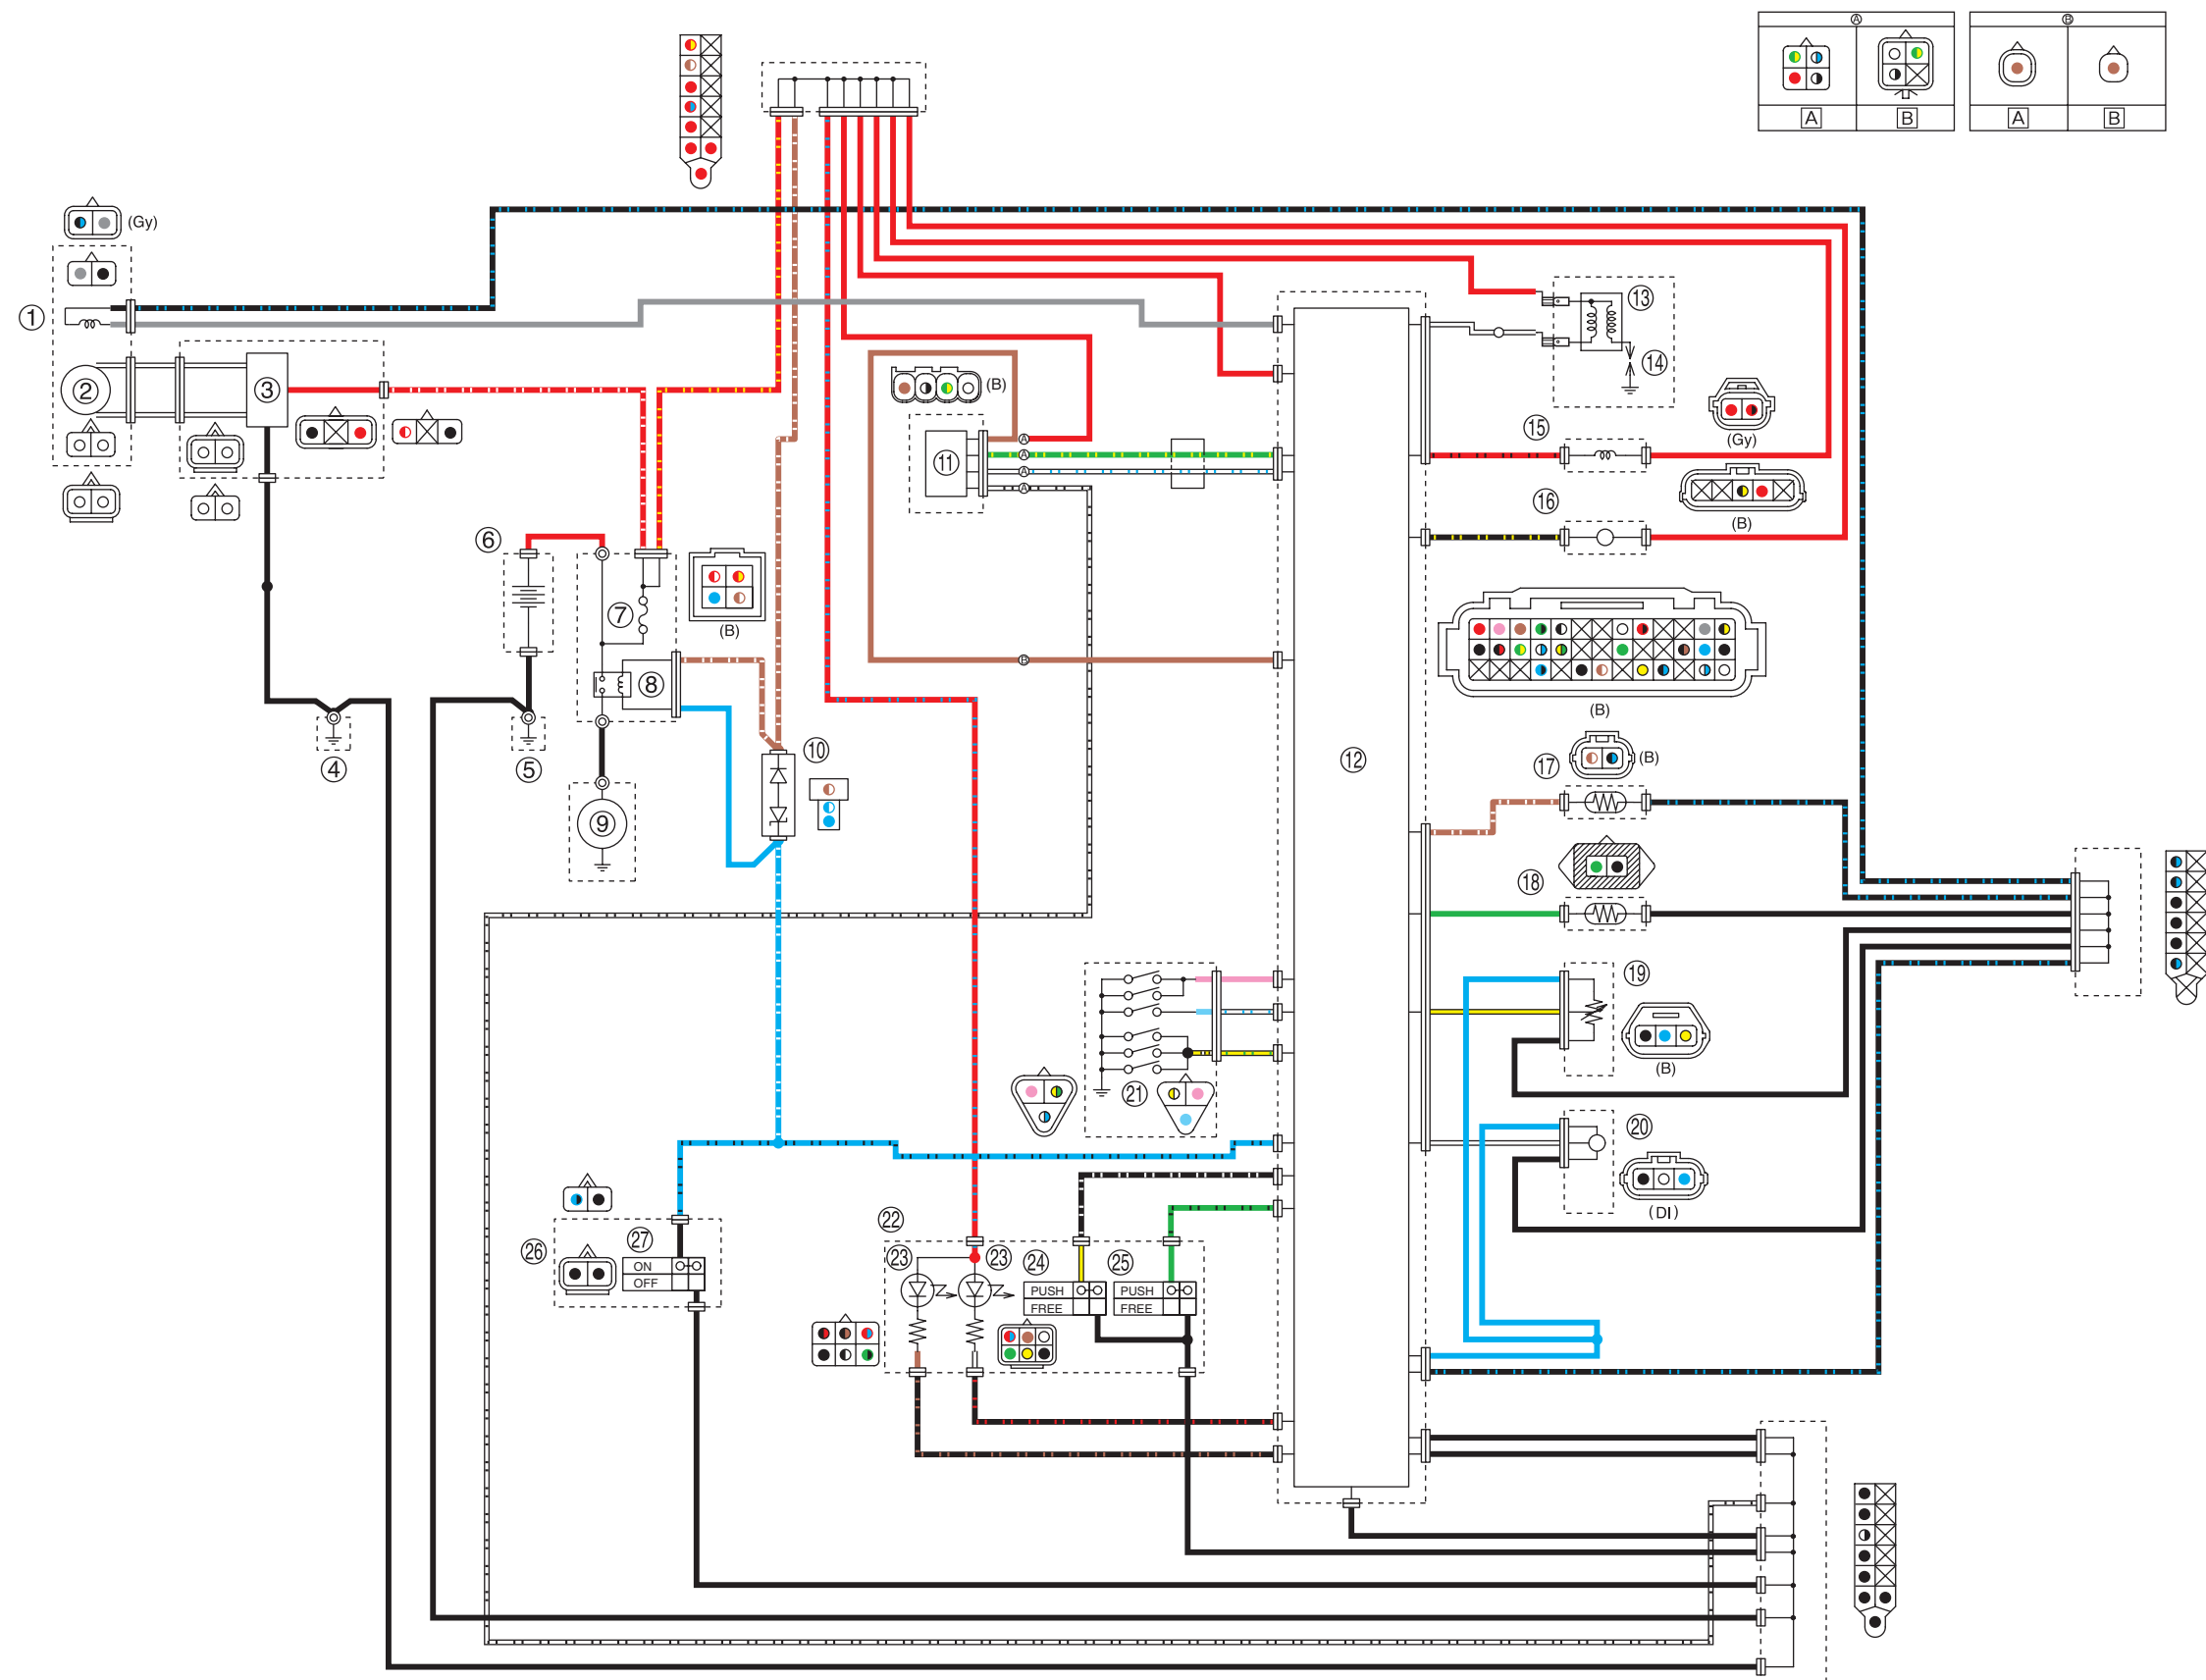 Ⓐ Ⓑ
A B A B
(Gy)
①
② ③ ⑬
⑭
A
(B)
⑮ (Gy)
⑪ A
A
A
⑯ (B)
⑥
⑦ (B)
⑧ B
(B)
⑩ ⑫
④ ⑤ ⑰ (B)
⑨
⑱
⑲
(B)
㉑
⑳
(DI)
㉒
㉖ ㉗ ㉓ ㉓ ㉔ ㉕
ON
OFF
PUSH PUSH
FREE FREE